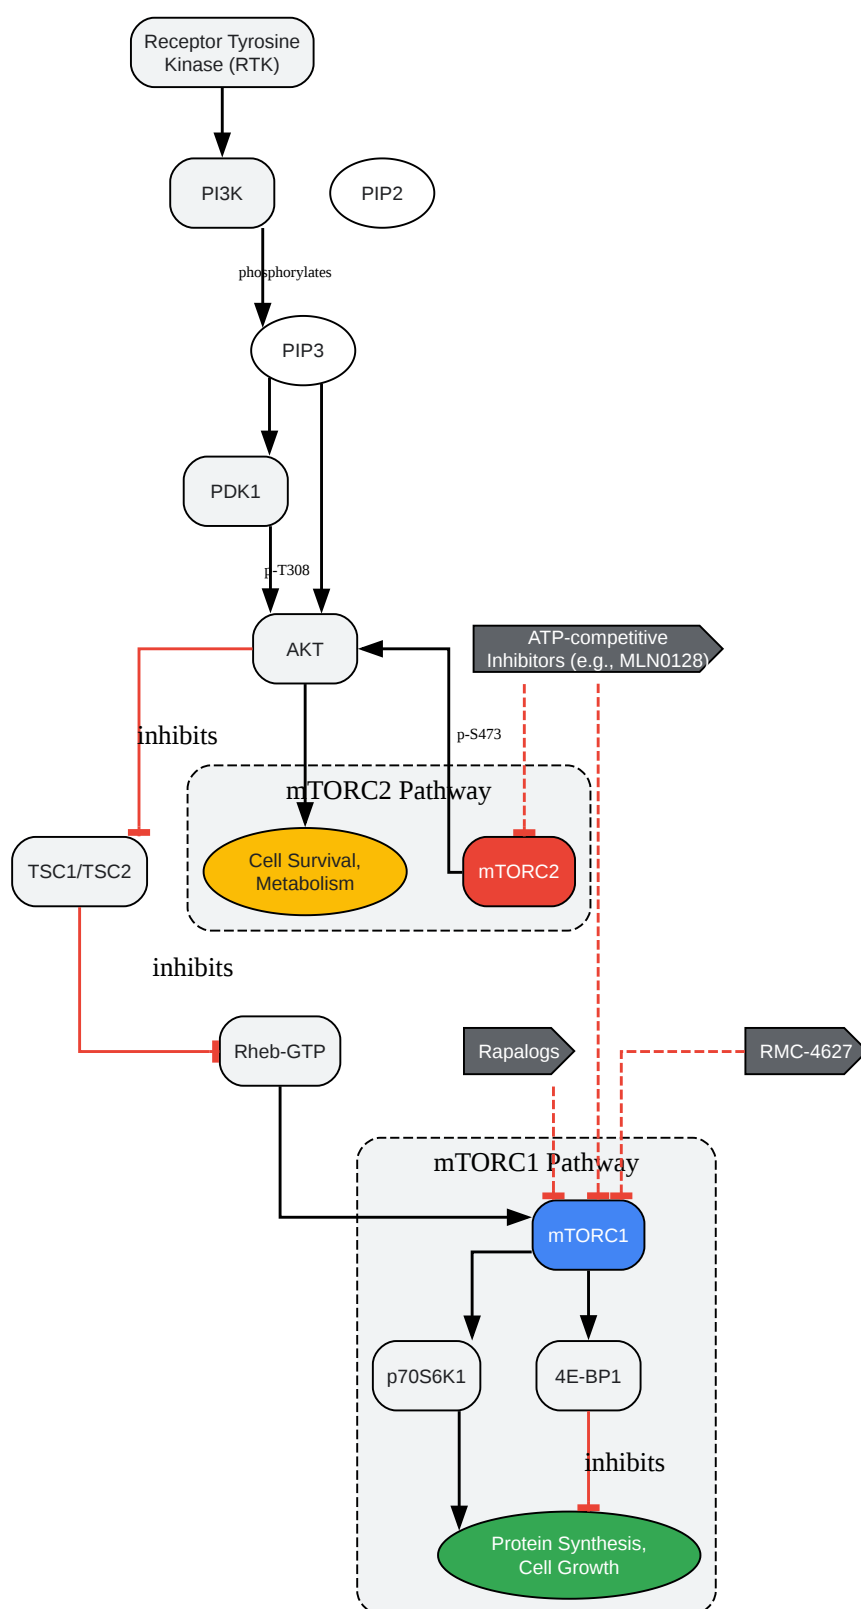 Receptor Tyrosine
Kinase (RTK)
PI3K
PIP2
phosphorylates
PIP3
PDK1
p-T308
AKT
ATP-competitive
Inhibitors (e.g., MLN0128)
inhibits
p-S473
mTORC2 Pathway
TSC1/TSC2
Cell Survival,
Metabolism
mTORC2
inhibits
Rheb-GTP
Rapalogs
RMC-4627
mTORC1 Pathway
mTORC1
p70S6K1
4E-BP1
inhibits
Protein Synthesis,
Cell Growth